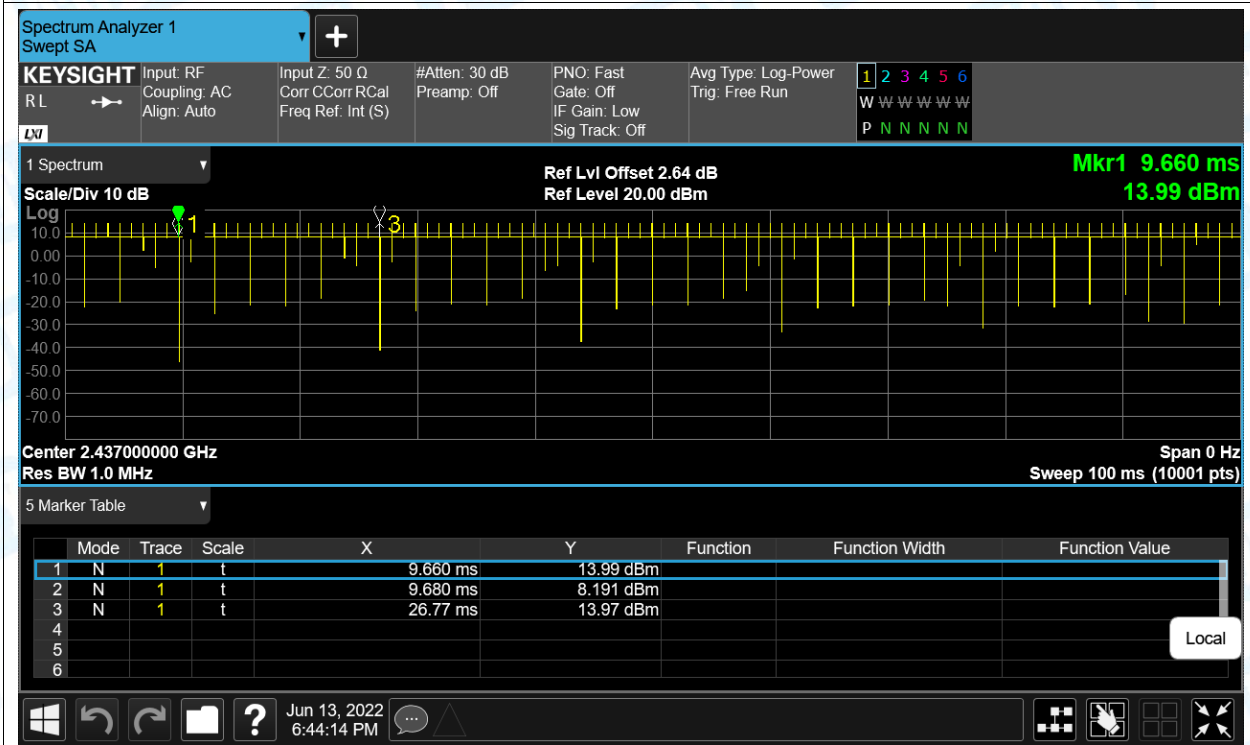 Spectrum Analyzer 1
Swept SA
KEYSIGHT
R L
LXI
Input: RF
Coupling: AC
Align: Auto
Input Z: 50 Ω
Corr CCorr RCal
Freq Ref: Int (S)
#Atten: 30 dB
Preamp: Off
PNO: Fast
Gate: Off
IF Gain: Low
Sig Track: Off
Avg Type: Log-Power
Trig: Free Run
1 2 3 4 5 6
W W W W W W
P N N N N N
1 Spectrum
Scale/Div 10 dB
Ref Lvl Offset 2.64 dB
Ref Level 20.00 dBm
Mkr1 9.660 ms
13.99 dBm
Log
10.0
0.00
-10.0
-20.0
-30.0
-40.0
-50.0
-60.0
-70.0
1
3
Center 2.437000000 GHz
Res BW 1.0 MHz
Span 0 Hz
Sweep 100 ms (10001 pts)
5 Marker Table
Mode Trace Scale X Y Function Function Width Function Value
1 N 1 t 9.660 ms 13.99 dBm
2 N 1 t 9.680 ms 8.191 dBm
3 N 1 t 26.77 ms 13.97 dBm
4
5
6
Local
?
Jun 13, 2022
6:44:14 PM